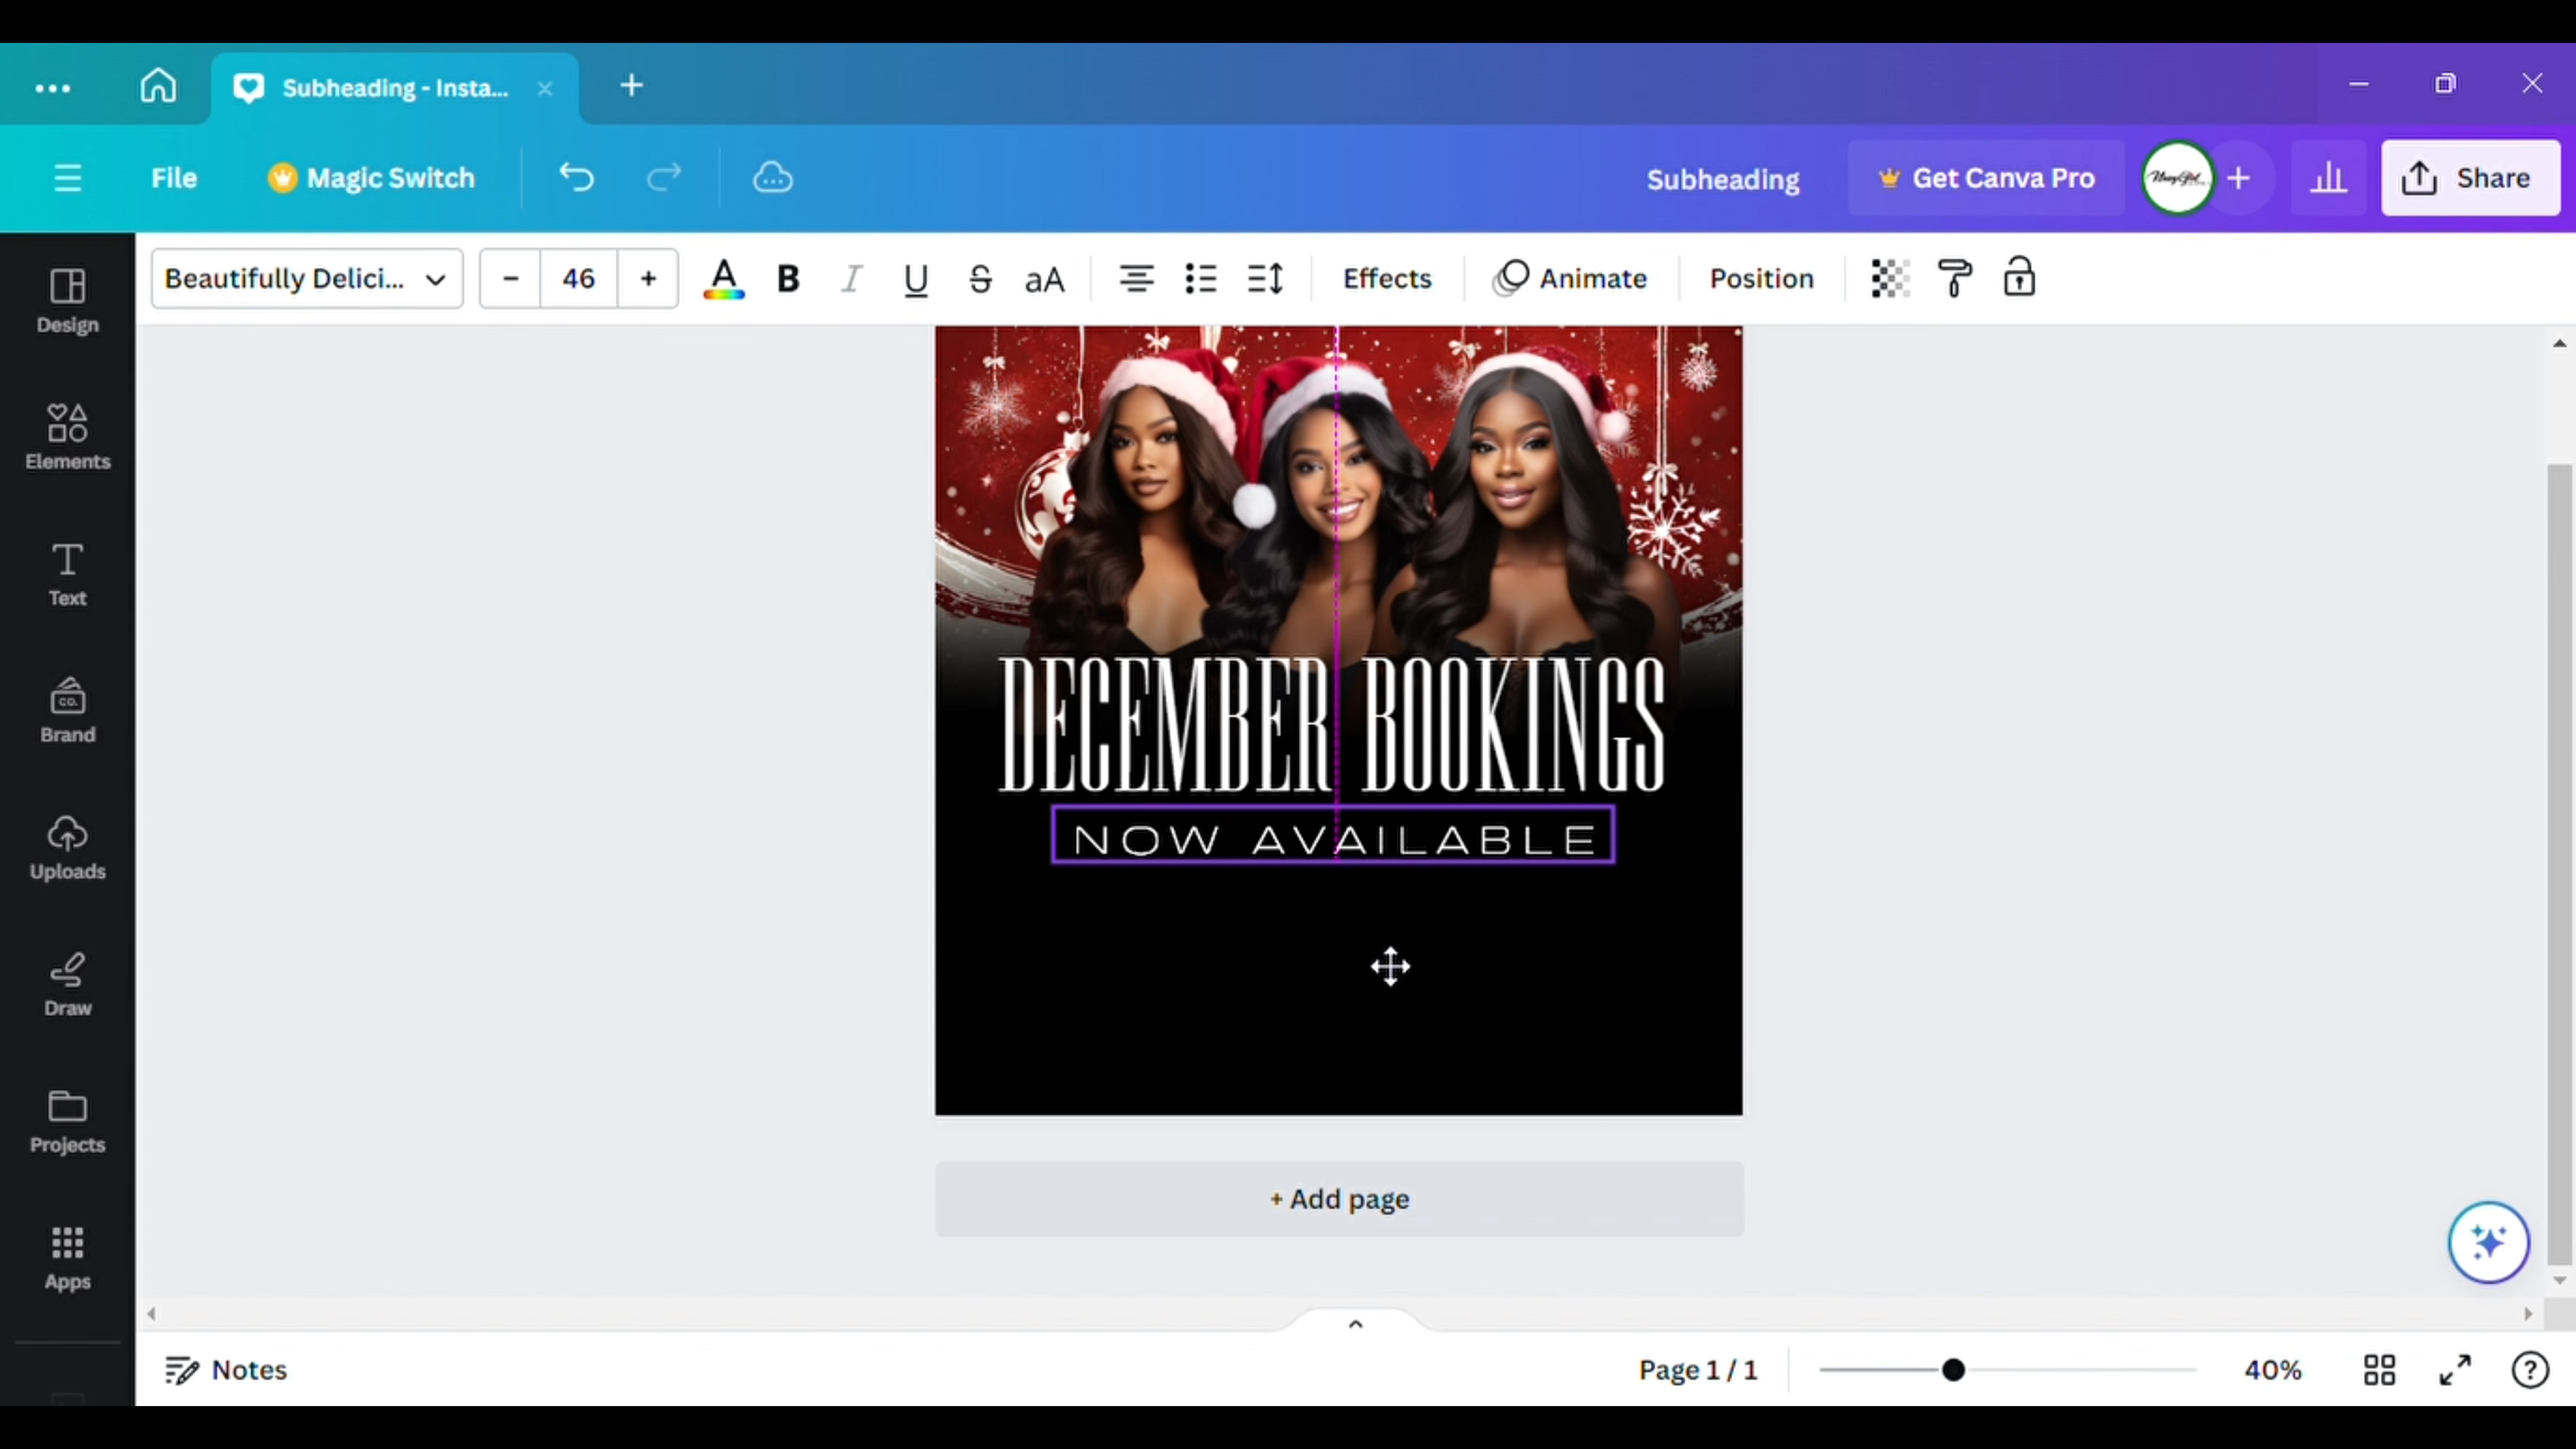 Subheading - Insta...
File
Magic Switch
Subheading
Get Canva Pro
Share
Beautifully Delici...
46
B
I
U
S
aA
Effects
Animate
Position
Design
Elements
Text
Brand
Uploads
Draw
Projects
Apps
DECEMBER BOOKINGS
NOW AVAILABLE
+ Add page
Notes
Page 1 / 1
40%